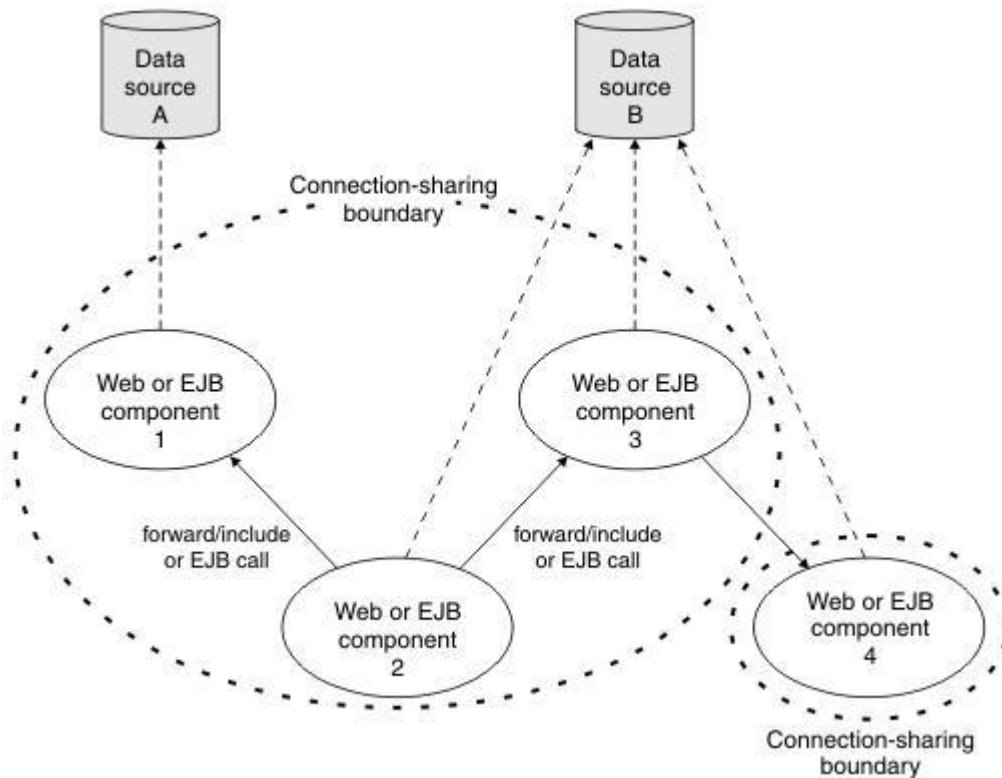 Data
source
A
Data
source
B
Connection-sharing
boundary
Web or EJB
component
1
Web or EJB
component
3
forward/include
or EJB call
forward/include
or EJB call
Web or EJB
component
2
Web or EJB
component
4
Connection-sharing
boundary